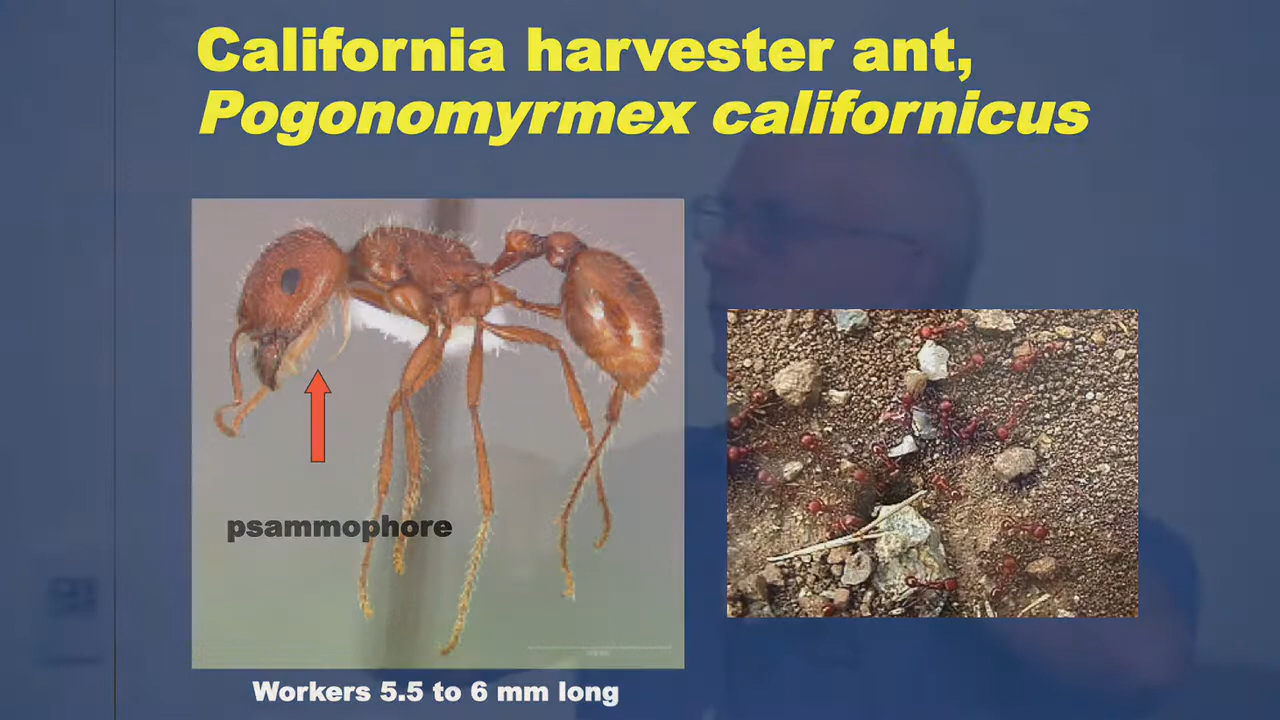 California harvester ant,
Pogonomyrmex californicus
psammophore
Workers 5.5 to 6 mm long